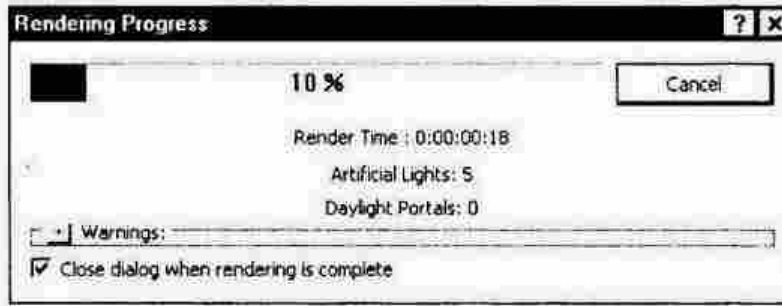 Rendering Progress
10 %
Cancel
Render Time : 0:00:00:18
Artificial Lights: 5
Daylight Portals: 0
Warnings:
Close dialog when rendering is complete